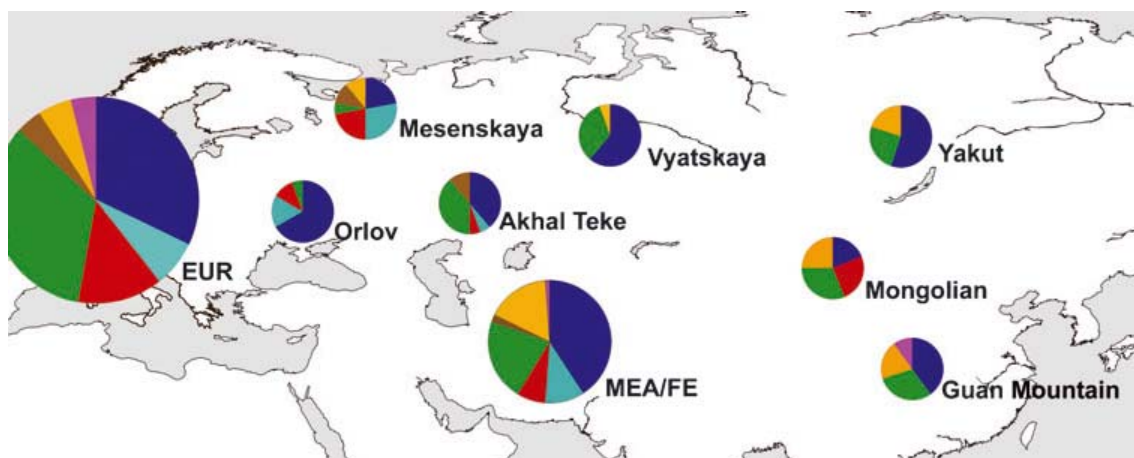 Mesenskaya
Vyatskaya
Yakut
Orlov
Akhal Teke
EUR
Mongolian
MEA/FE
Guan Mountain